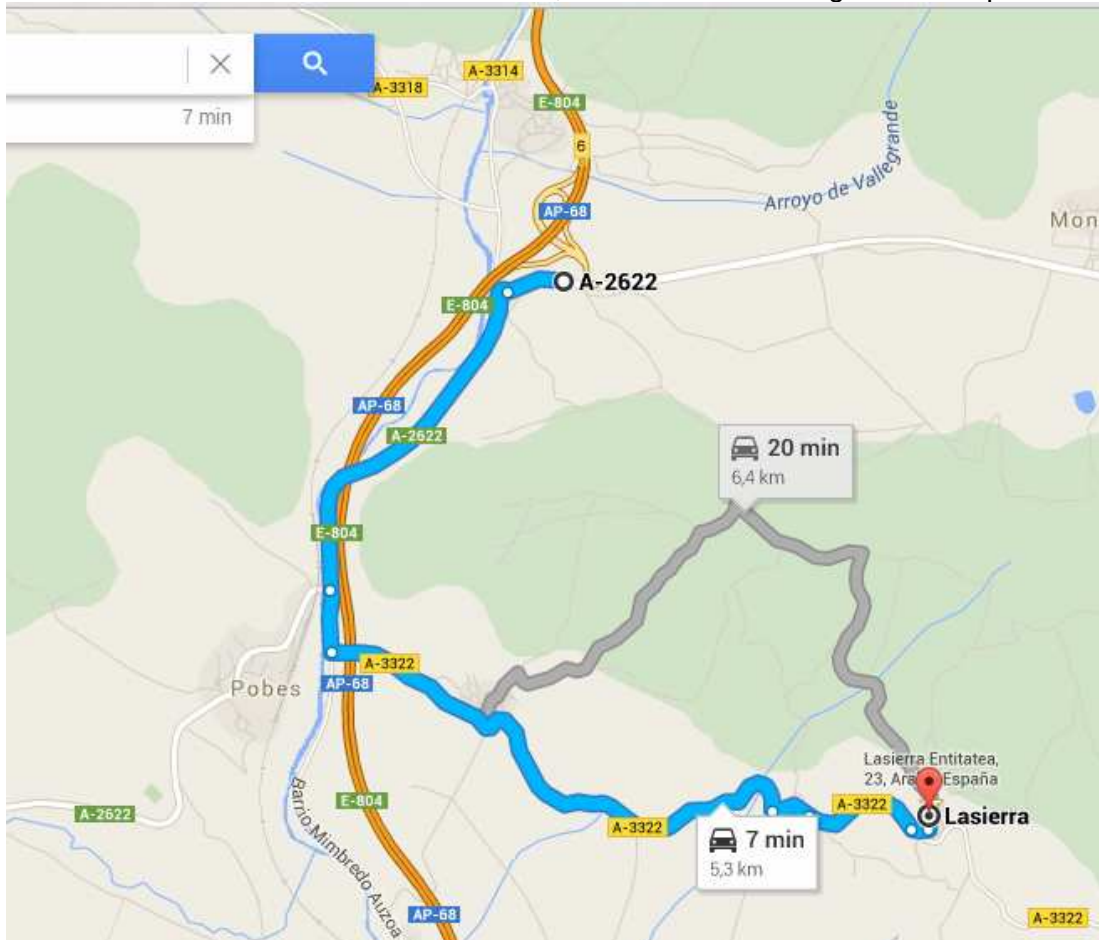 7 min
A-3318
A-3314
E-804
6
AP-68
Arroyo de Vallegrande
Mon
A-2622
E-804
AP-68
A-2622
20 min
6,4 km
E-804
A-3322
Pobes
AP-68
Lasierra Entitatea,
23, Ara España
Lasierra
A-3322
A-3322
7 min
5,3 km
E-804
A-2622
Barrio Mimbredo Auzoa
AP-68
A-3322